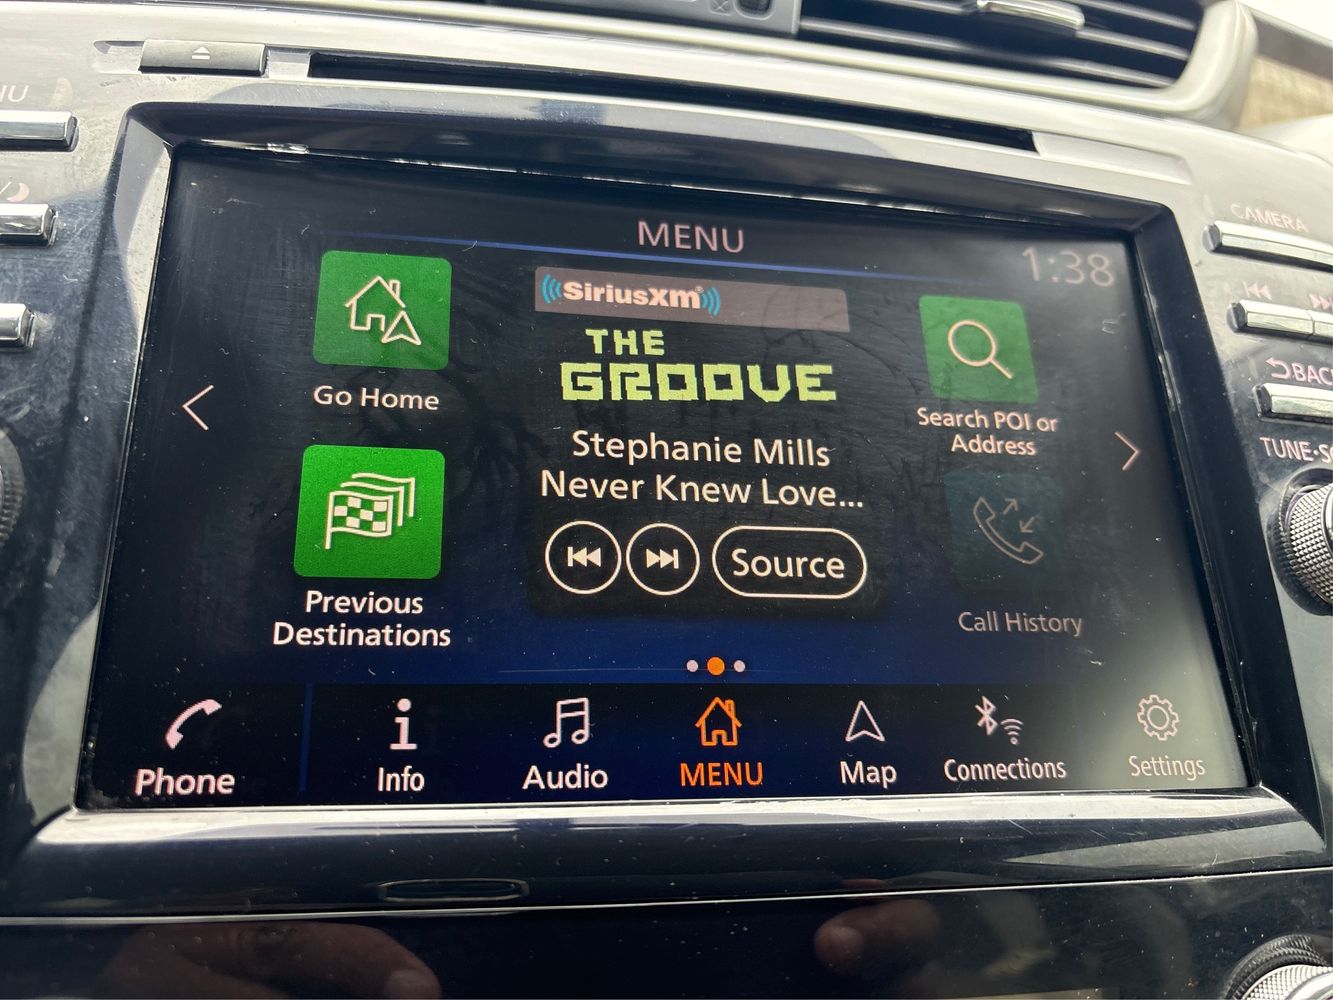 MENU
1:38
CAMERA
SiriusXm
THE
GROOVE
Go Home
Search POI or
Address
Stephanie Mills
Never Knew Love...
Source
Previous
Destinations
Call History
Phone
Info
Audio
MENU
Map
Connections
Settings